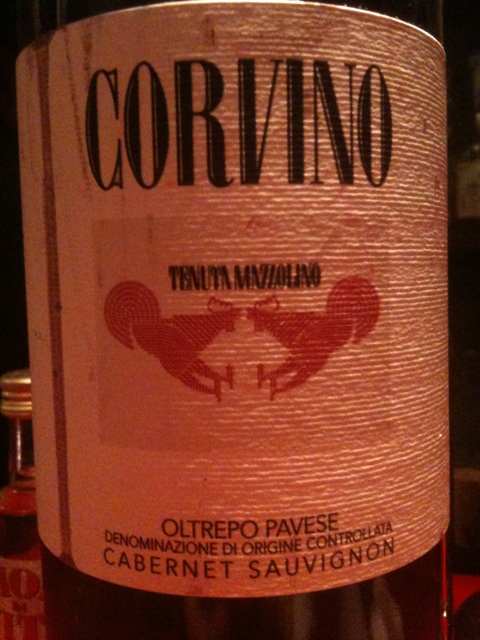 CORVINO
TENUTA MAZZOLINO
OLTREPO PAVESE
DENOMINAZIONE DI ORIGINE CONTROLLATA
CABERNET SAUVIGNON